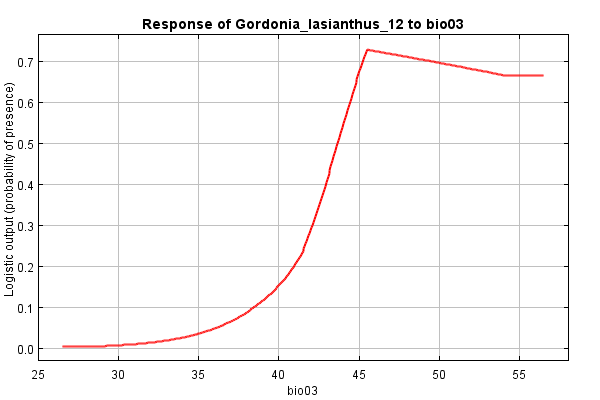 Response of Gordonia_lasianthus_12 to bio03
Logistic output (probability of presence)
0.7
0.6
0.5
0.4
0.3
0.2
0.1
0.0
25 30 35 40 45 50 55
bio03